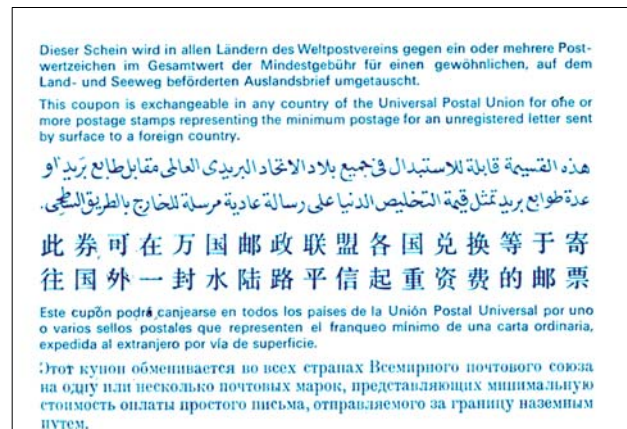 Dieser Schein wird in allen Ländern des Weltpostvereins gegen ein oder mehrere Post-
wertzeichen im Gesamtwert der Mindestgebühr für einen gewöhnlichen, auf dem
Land- und Seeweg beförderten Auslandsbrief umgetauscht.
This coupon is exchangeable in any country of the Universal Postal Union for one or
more postage stamps representing the minimum postage for an unregistered letter sent
by surface to a foreign country.
هذه القسيمة قابلة للاستبدال في جميع بلاد الاتحاد البريدى العالمى مقابل طابع بريد أو
عدة طوابع بريد تمثل قيمة التخليص الدنيا على رسالة عادية مرسلة للخارج بالطريق السطحى.
此券可在万国邮政联盟各国兑换等于寄
往国外一封水陆路平信起重资费的邮票
Este cupón podrá canjearse en todos los países de la Unión Postal Universal por uno
o varios sellos postales que representen el franqueo mínimo de una carta ordinaria,
expedida al extranjero por vía de superficie.
Этот купон обменивается во всех странах Всемирного почтового союза
на одну или несколько почтовых марок, представляющих минимальную
стоимость оплаты простого письма, отправляемого за границу наземным
путем.